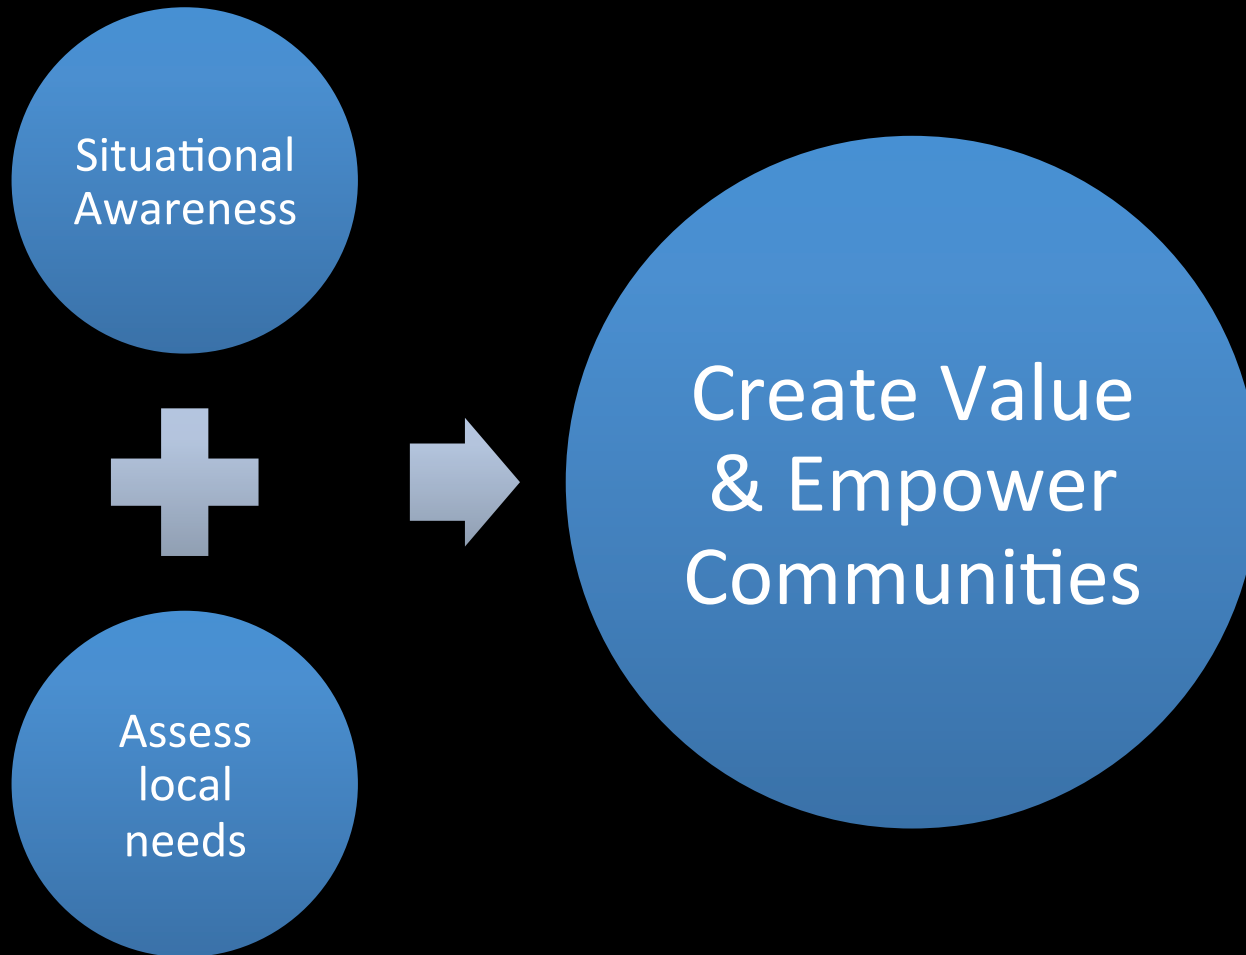 Situational
Awareness
Assess
local
needs
Create Value
& Empower
Communities